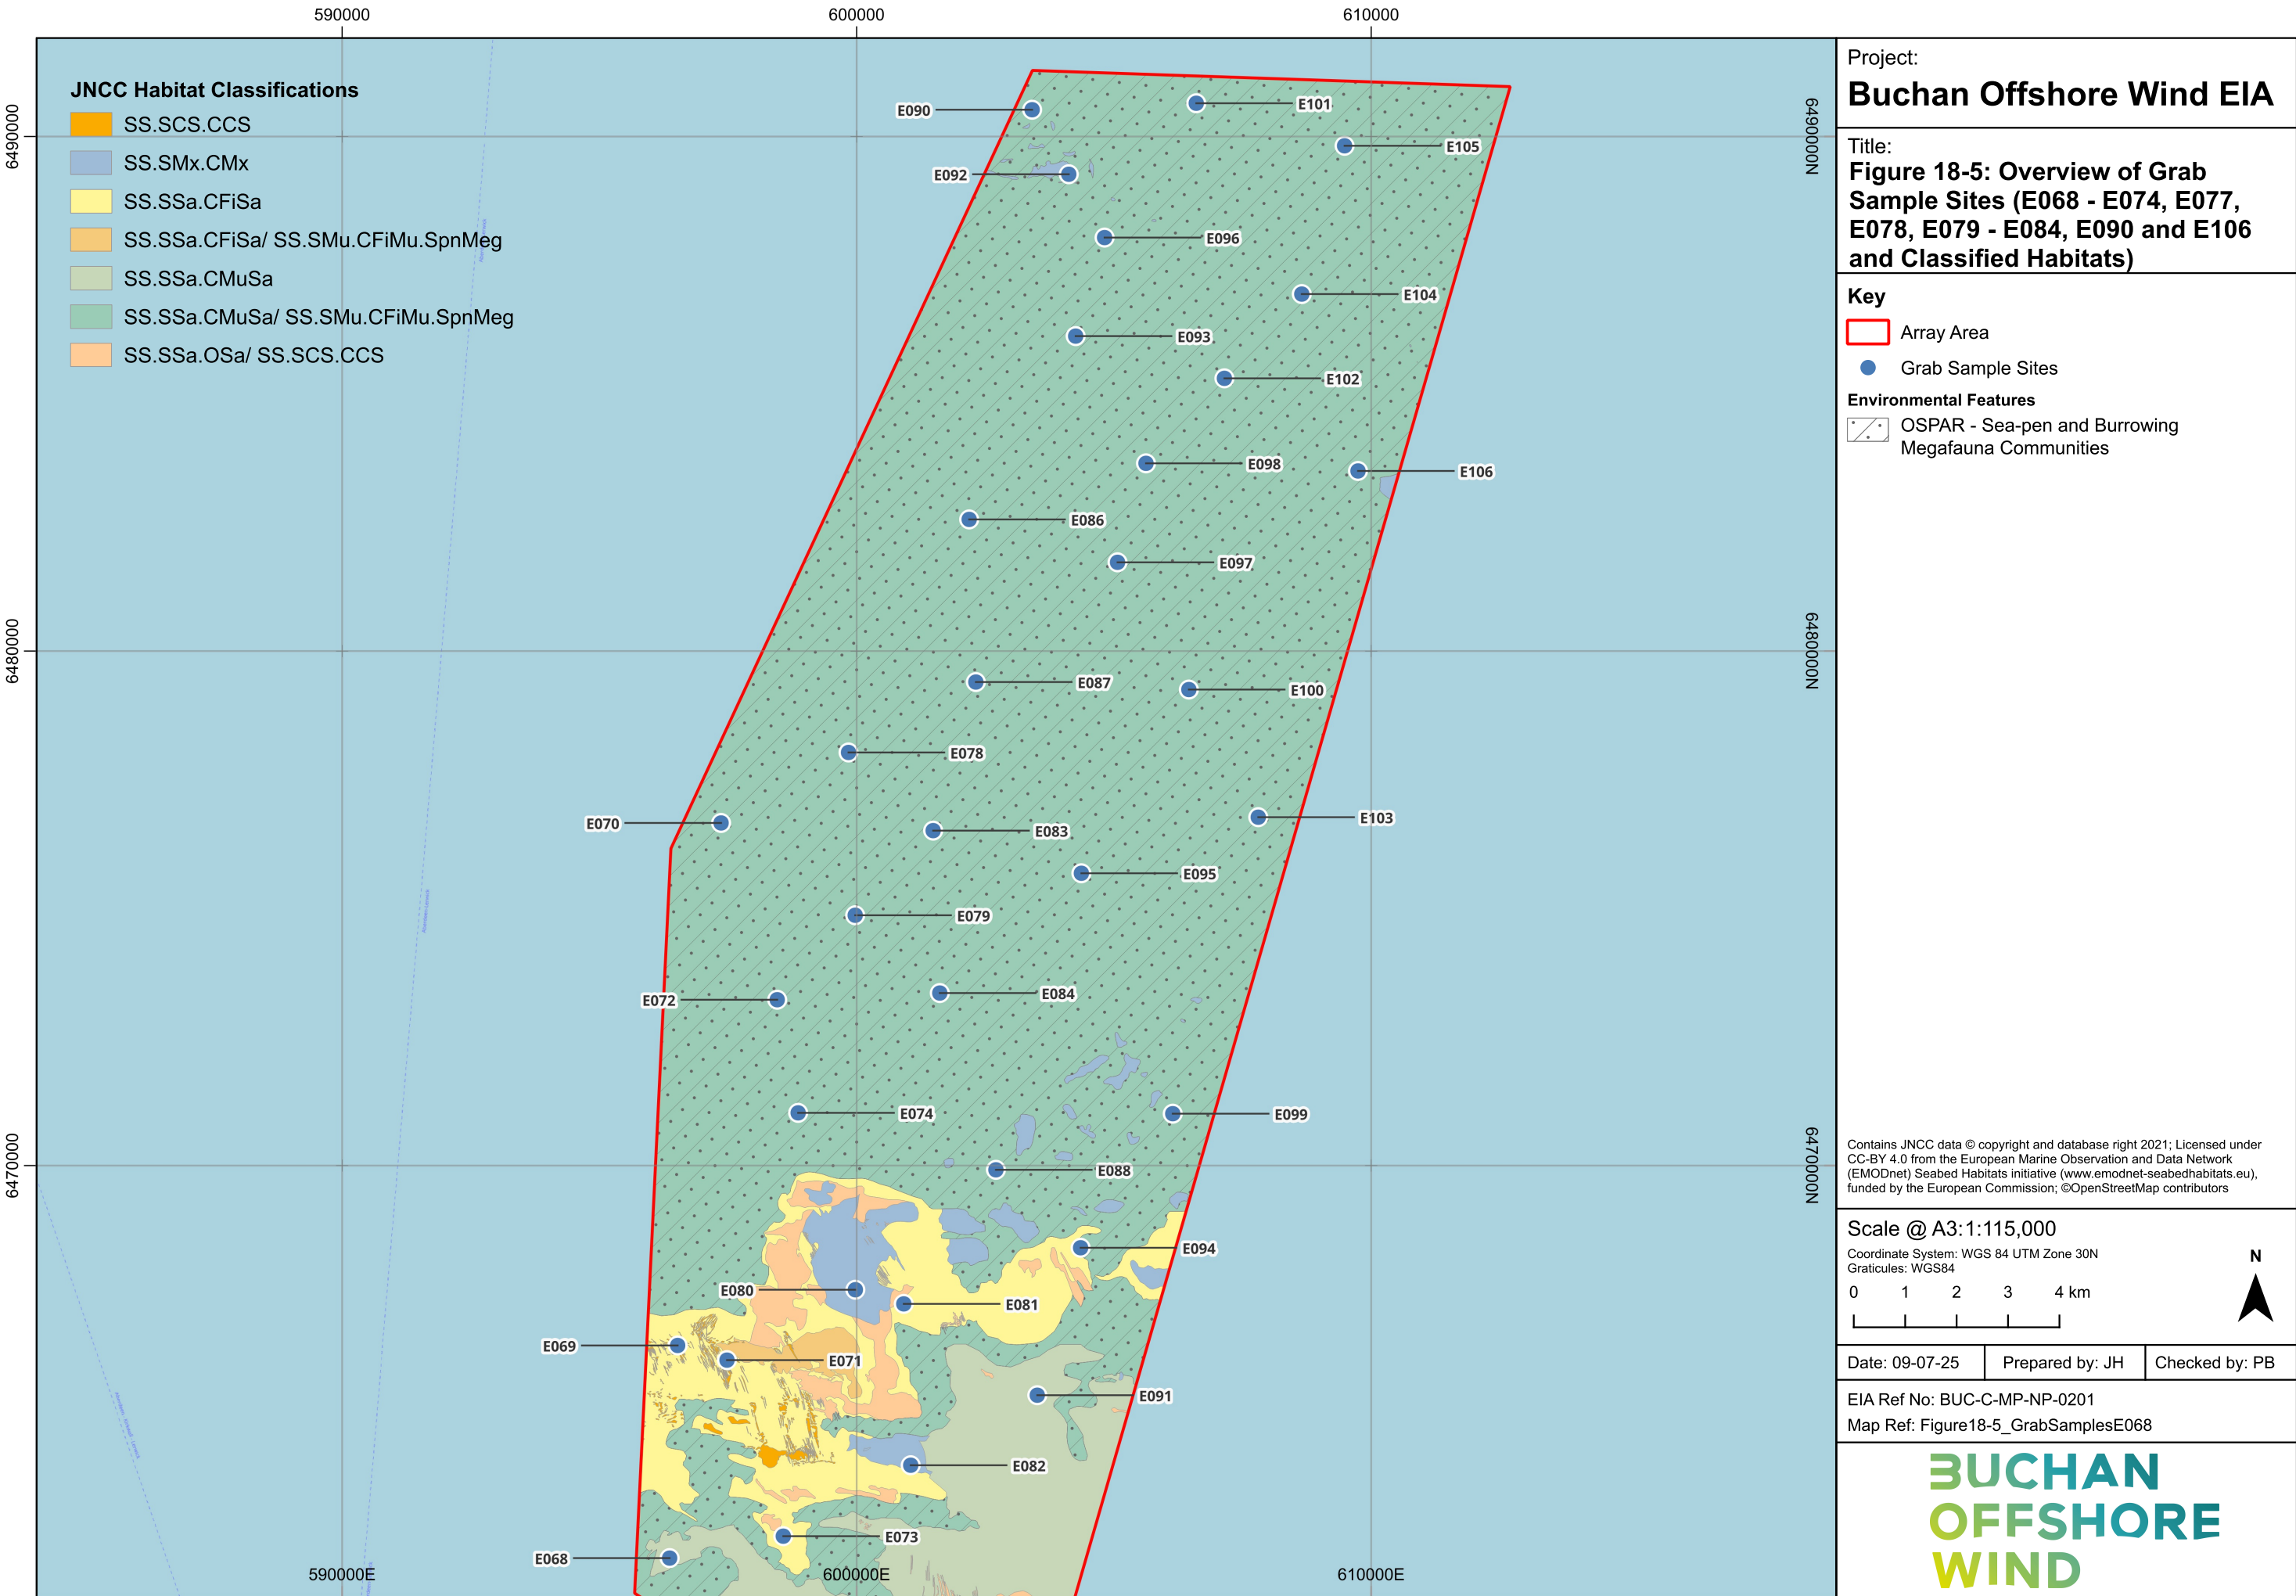 590000
600000
610000
6490000
6480000
6470000
6490000N
6480000N
6470000N
590000E
600000E
610000E
JNCC Habitat Classifications
SS.SCS.CCS
SS.SMx.CMx
SS.SSa.CFiSa
SS.SSa.CFiSa/ SS.SMu.CFiMu.SpnMeg
SS.SSa.CMuSa
SS.SSa.CMuSa/ SS.SMu.CFiMu.SpnMeg
SS.SSa.OSa/ SS.SCS.CCS
E090
E101
E105
E092
E096
E104
E093
E102
E098
E106
E086
E097
E087
E100
E078
E070
E083
E103
E095
E079
E072
E084
E074
E099
E088
E094
E080
E081
E069
E071
E091
E082
E073
E068
Project:
Buchan Offshore Wind EIA
Title:
Figure 18-5: Overview of Grab
Sample Sites (E068 - E074, E077,
E078, E079 - E084, E090 and E106
and Classified Habitats)
Key
Array Area
Grab Sample Sites
Environmental Features
OSPAR - Sea-pen and Burrowing
Megafauna Communities
Contains JNCC data © copyright and database right 2021; Licensed under
CC-BY 4.0 from the European Marine Observation and Data Network
(EMODnet) Seabed Habitats initiative (www.emodnet-seabedhabitats.eu),
funded by the European Commission; ©OpenStreetMap contributors
Scale @ A3:1:115,000
Coordinate System: WGS 84 UTM Zone 30N
Graticules: WGS84
0 1 2 3 4 km
N
Date: 09-07-25
Prepared by: JH
Checked by: PB
EIA Ref No: BUC-C-MP-NP-0201
Map Ref: Figure18-5_GrabSamplesE068
BUCHAN
OFFSHORE
WIND